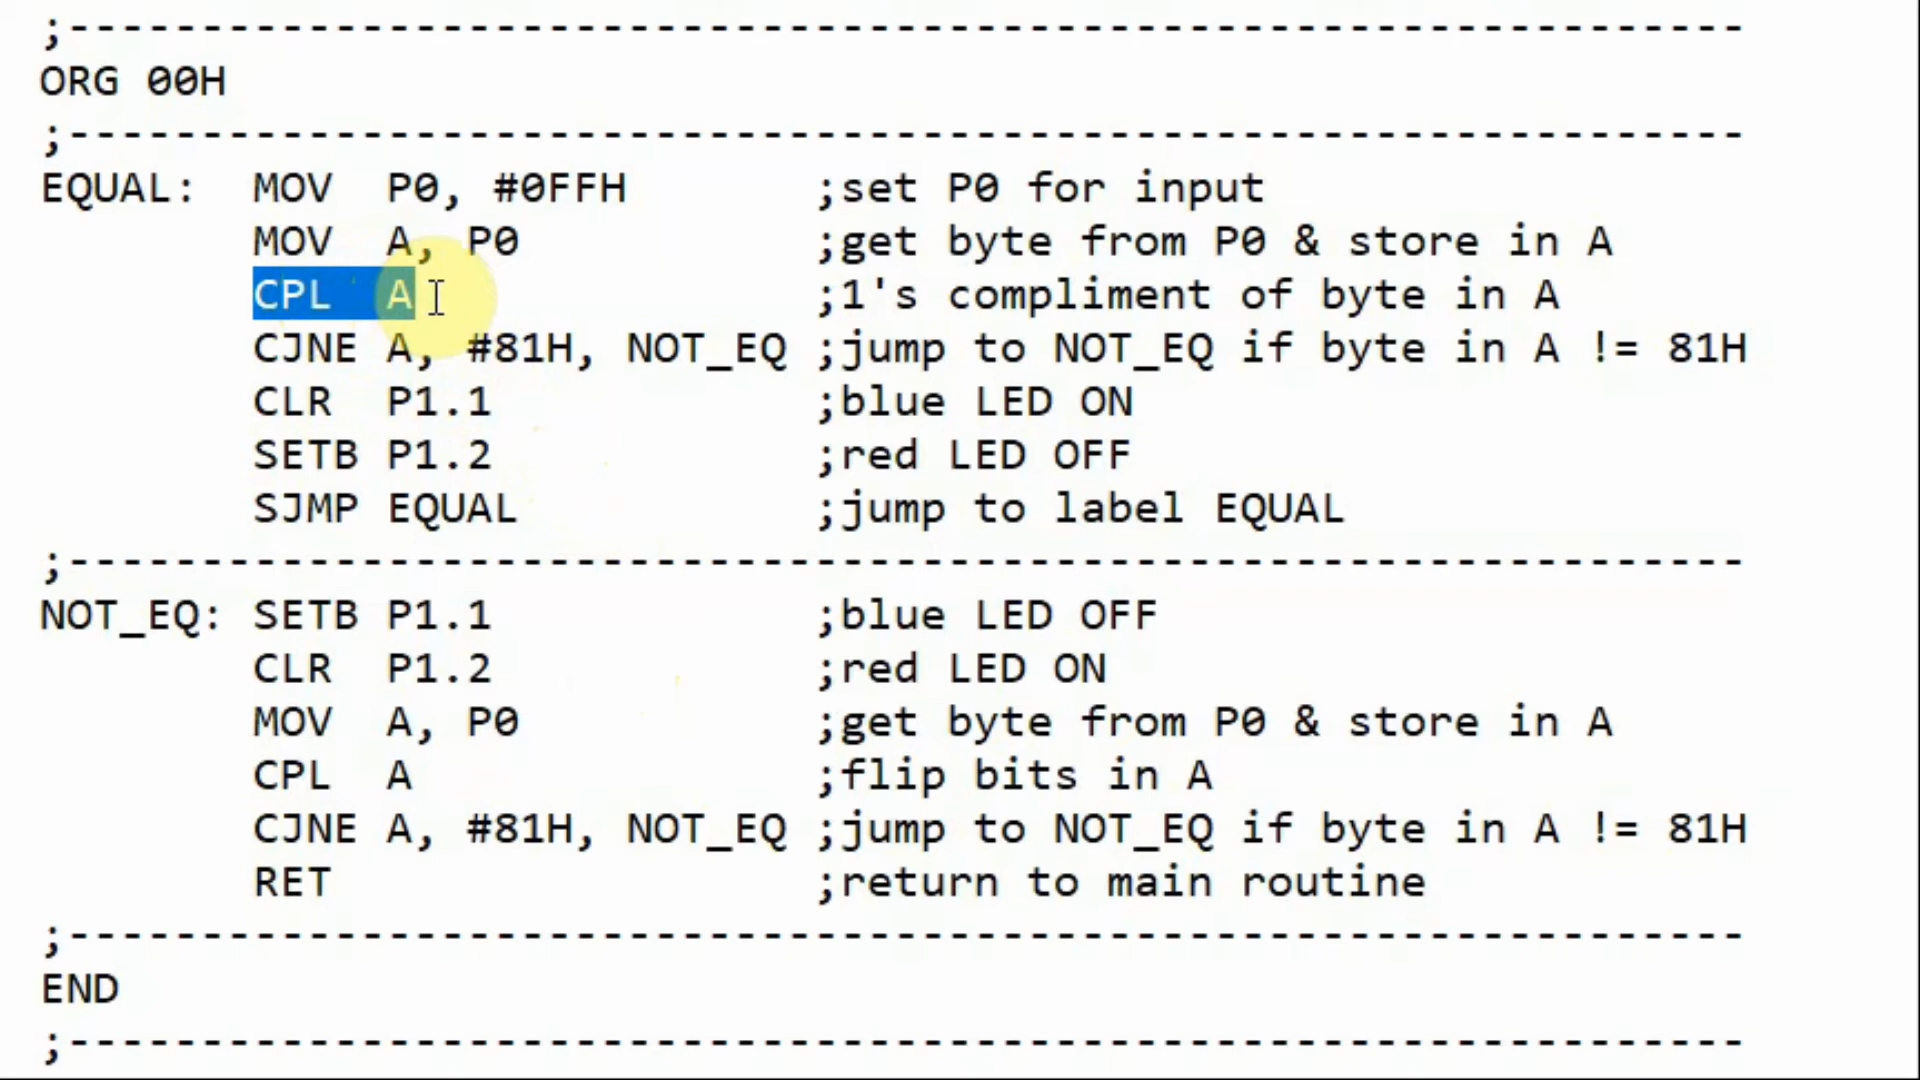 ;---------------------------------------------------------------
ORG 00H
;---------------------------------------------------------------
EQUAL:  MOV  P0, #0FFH       ;set P0 for input
        MOV  A, P0           ;get byte from P0 & store in A
        CPL  A               ;1's compliment of byte in A
        CJNE A, #81H, NOT_EQ ;jump to NOT_EQ if byte in A != 81H
        CLR  P1.1            ;blue LED ON
        SETB P1.2            ;red LED OFF
        SJMP EQUAL           ;jump to label EQUAL
;---------------------------------------------------------------
NOT_EQ: SETB P1.1            ;blue LED OFF
        CLR  P1.2            ;red LED ON
        MOV  A, P0           ;get byte from P0 & store in A
        CPL  A               ;flip bits in A
        CJNE A, #81H, NOT_EQ ;jump to NOT_EQ if byte in A != 81H
        RET                  ;return to main routine
;---------------------------------------------------------------
END
;---------------------------------------------------------------